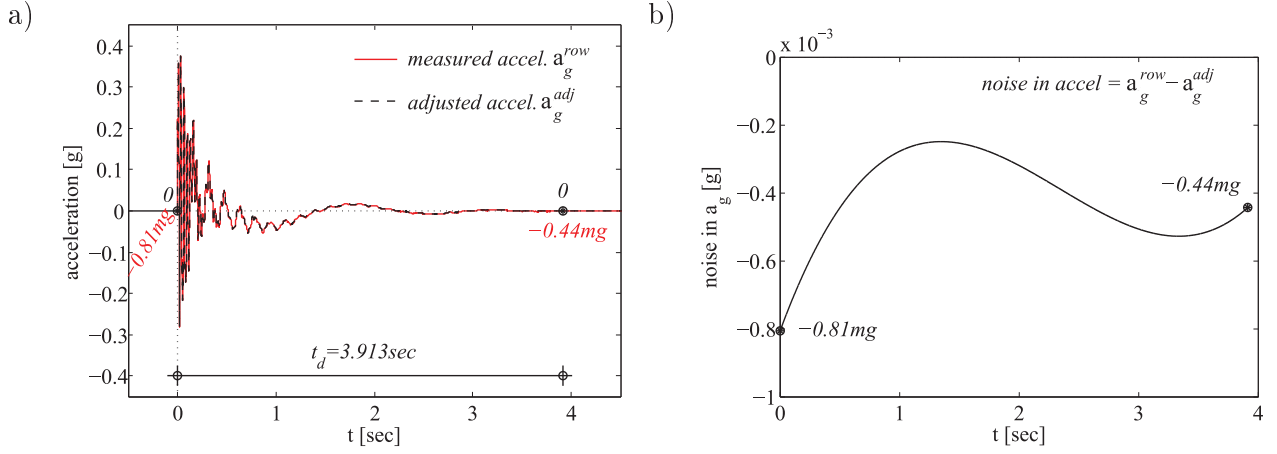 a)
acceleration [g]
0.4
0.3
0.2
0.1
0
−0.1
−0.2
−0.3
−0.4
measured accel. a_g^row
adjusted accel. a_g^adj
0
−0.81mg
0
−0.44mg
t_d=3.913sec
0 1 2 3 4
t [sec]
b)
x 10^−3
noise in a_g [g]
0
−0.2
−0.4
−0.6
−0.8
−1
noise in accel = a_g^row − a_g^adj
−0.44mg
−0.81mg
0 1 2 3 4
t [sec]